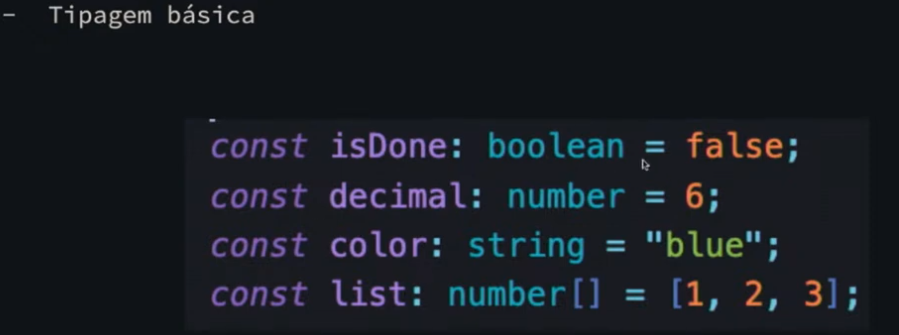 - Tipagem básica
const isDone: boolean = false;
const decimal: number = 6;
const color: string = "blue";
const list: number[] = [1, 2, 3];